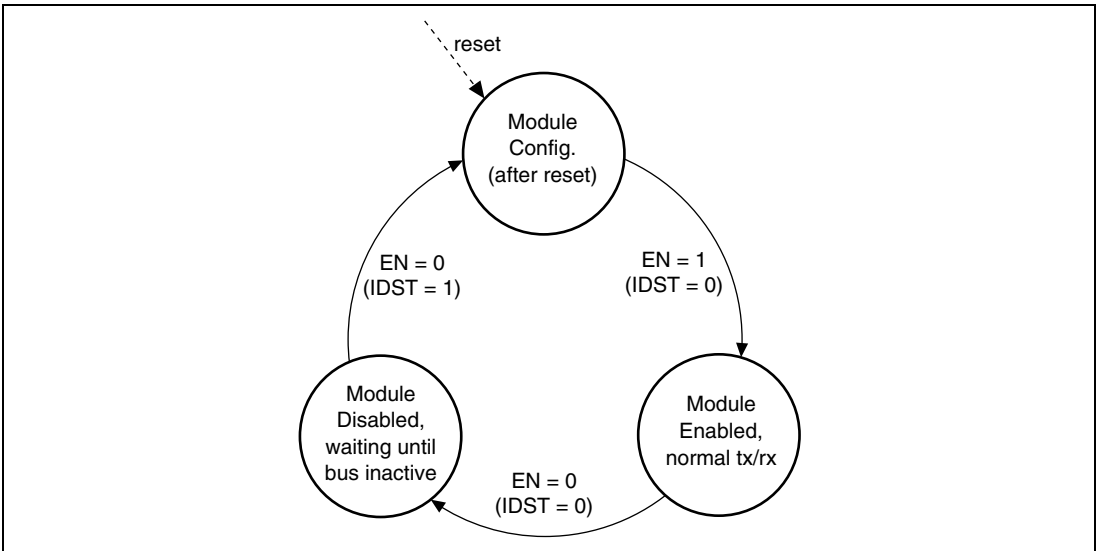 reset
Module
Config.
(after reset)
EN = 0
(IDST = 1)
EN = 1
(IDST = 0)
Module
Disabled,
waiting until
bus inactive
Module
Enabled,
normal tx/rx
EN = 0
(IDST = 0)